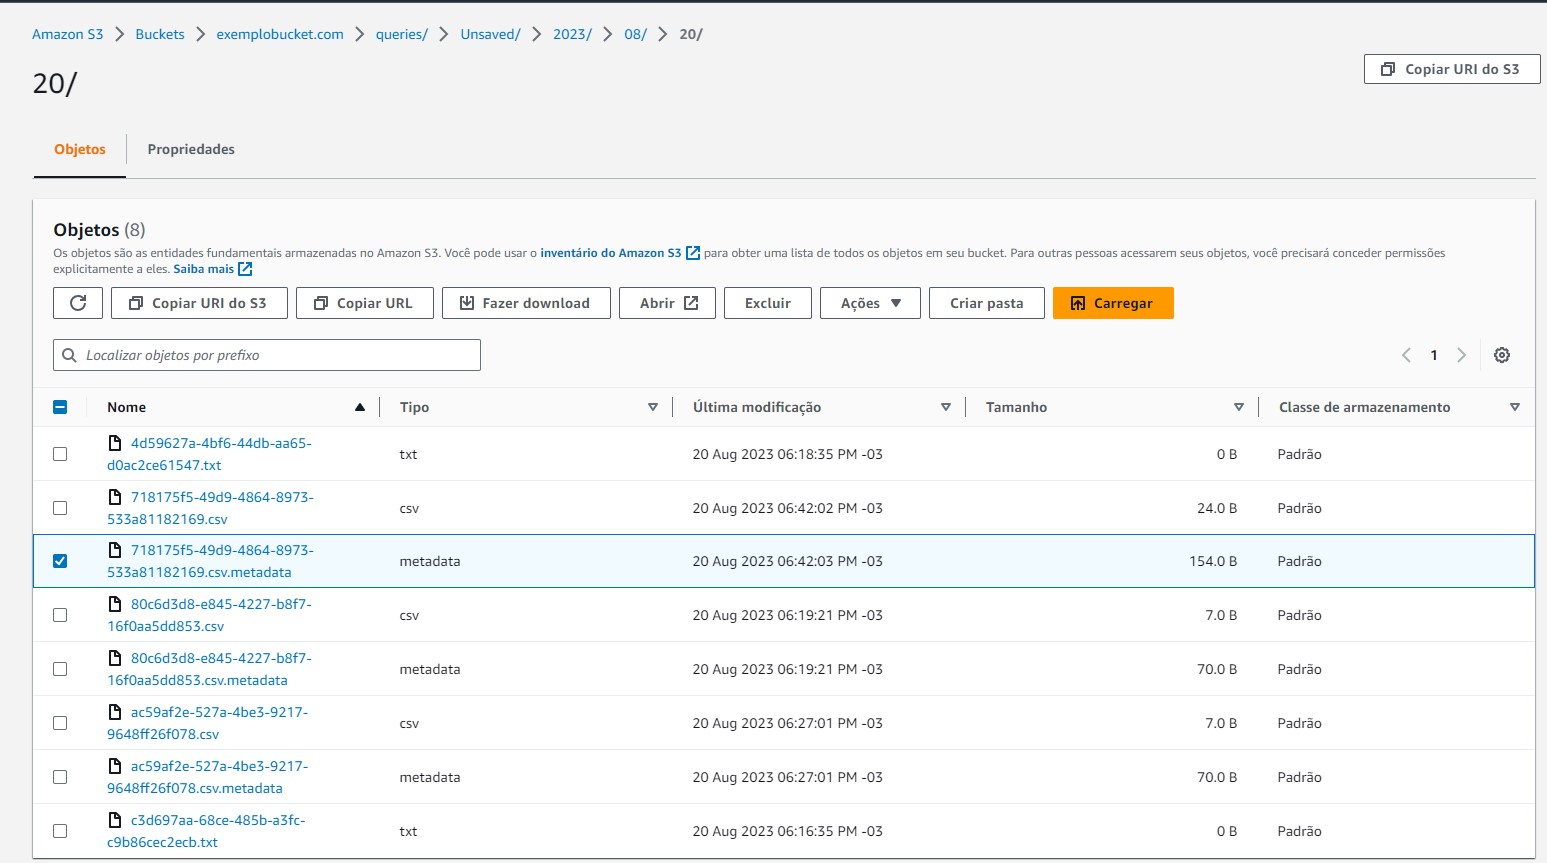 Amazon S3 > Buckets > exemplobucket.com > queries/ > Unsaved/ > 2023/ > 08/ > 20/
20/
Copiar URI do S3
Objetos Propriedades
Objetos (8)
Os objetos são as entidades fundamentais armazenadas no Amazon S3. Você pode usar o inventário do Amazon S3 para obter uma lista de todos os objetos em seu bucket. Para outras pessoas acessarem seus objetos, você precisará conceder permissões
explicitamente a eles. Saiba mais
Copiar URI do S3 Copiar URL Fazer download Abrir Excluir Ações Criar pasta Carregar
Localizar objetos por prefixo
1
Nome Tipo Última modificação Tamanho Classe de armazenamento
4d59627a-4bf6-44db-aa65-
d0ac2ce61547.txt
txt 20 Aug 2023 06:18:35 PM -03 0 B Padrão
718175f5-49d9-4864-8973-
533a81182169.csv
csv 20 Aug 2023 06:42:02 PM -03 24.0 B Padrão
718175f5-49d9-4864-8973-
533a81182169.csv.metadata
metadata 20 Aug 2023 06:42:03 PM -03 154.0 B Padrão
80c6d3d8-e845-4227-b8f7-
16f0aa5dd853.csv
csv 20 Aug 2023 06:19:21 PM -03 7.0 B Padrão
80c6d3d8-e845-4227-b8f7-
16f0aa5dd853.csv.metadata
metadata 20 Aug 2023 06:19:21 PM -03 70.0 B Padrão
ac59af2e-527a-4be3-9217-
9648ff26f078.csv
csv 20 Aug 2023 06:27:01 PM -03 7.0 B Padrão
ac59af2e-527a-4be3-9217-
9648ff26f078.csv.metadata
metadata 20 Aug 2023 06:27:01 PM -03 70.0 B Padrão
c3d697aa-68ce-485b-a3fc-
c9b86cec2ecb.txt
txt 20 Aug 2023 06:16:35 PM -03 0 B Padrão